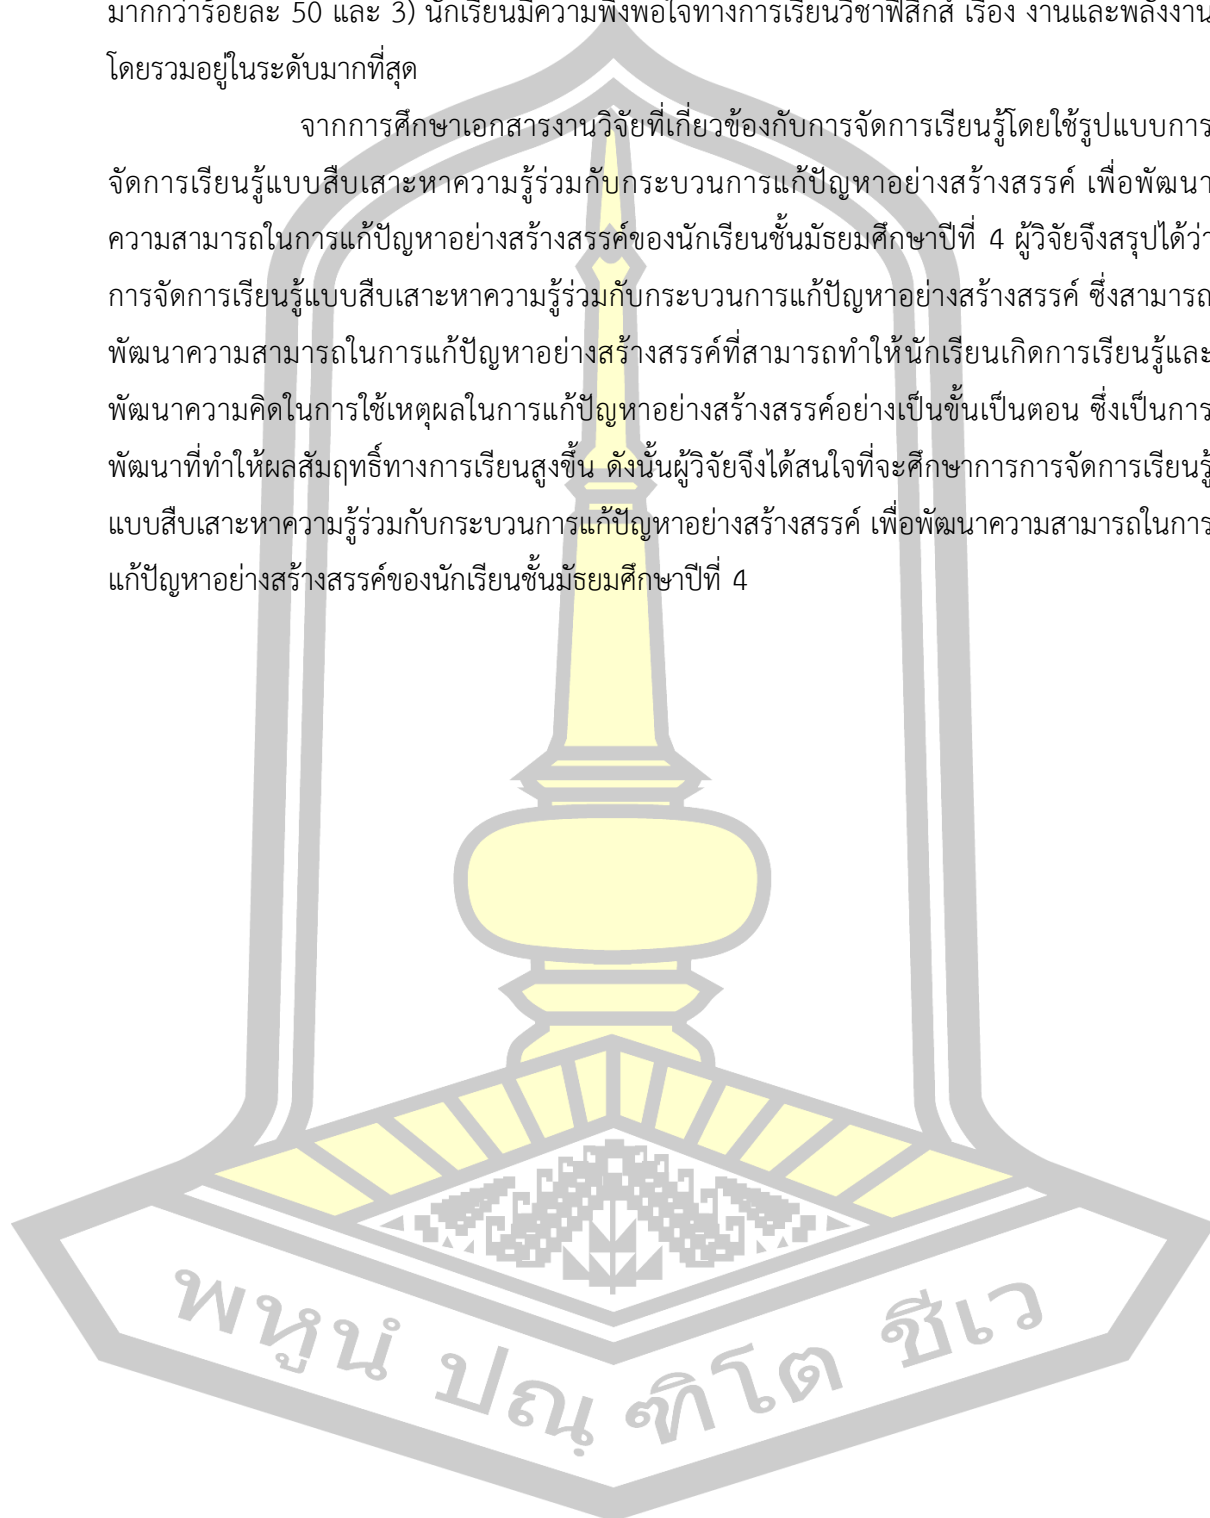 มากกว่าร้อยละ 50 และ 3) นักเรียนมีความพึงพอใจทางการเรียนวิชาฟิสิกส์ เรื่อง งานและพลังงาน
โดยรวมอยู่ในระดับมากที่สุด
จากการศึกษาเอกสารงานวิจัยที่เกี่ยวข้องกับการจัดการเรียนรู้โดยใช้รูปแบบการ
จัดการเรียนรู้แบบสืบเสาะหาความรู้ร่วมกับกระบวนการแก้ปัญหาอย่างสร้างสรรค์ เพื่อพัฒนา
ความสามารถในการแก้ปัญหาอย่างสร้างสรรค์ของนักเรียนชั้นมัธยมศึกษาปีที่ 4 ผู้วิจัยจึงสรุปได้ว่า
การจัดการเรียนรู้แบบสืบเสาะหาความรู้ร่วมกับกระบวนการแก้ปัญหาอย่างสร้างสรรค์ ซึ่งสามารถ
พัฒนาความสามารถในการแก้ปัญหาอย่างสร้างสรรค์ที่สามารถทำให้นักเรียนเกิดการเรียนรู้และ
พัฒนาความคิดในการใช้เหตุผลในการแก้ปัญหาอย่างสร้างสรรค์อย่างเป็นขั้นเป็นตอน ซึ่งเป็นการ
พัฒนาที่ทำให้ผลสัมฤทธิ์ทางการเรียนสูงขึ้น ดังนั้นผู้วิจัยจึงได้สนใจที่จะศึกษาการการจัดการเรียนรู้
แบบสืบเสาะหาความรู้ร่วมกับกระบวนการแก้ปัญหาอย่างสร้างสรรค์ เพื่อพัฒนาความสามารถในการ
แก้ปัญหาอย่างสร้างสรรค์ของนักเรียนชั้นมัธยมศึกษาปีที่ 4
พหูนํ ปณฺ ฑิโต ชีเว